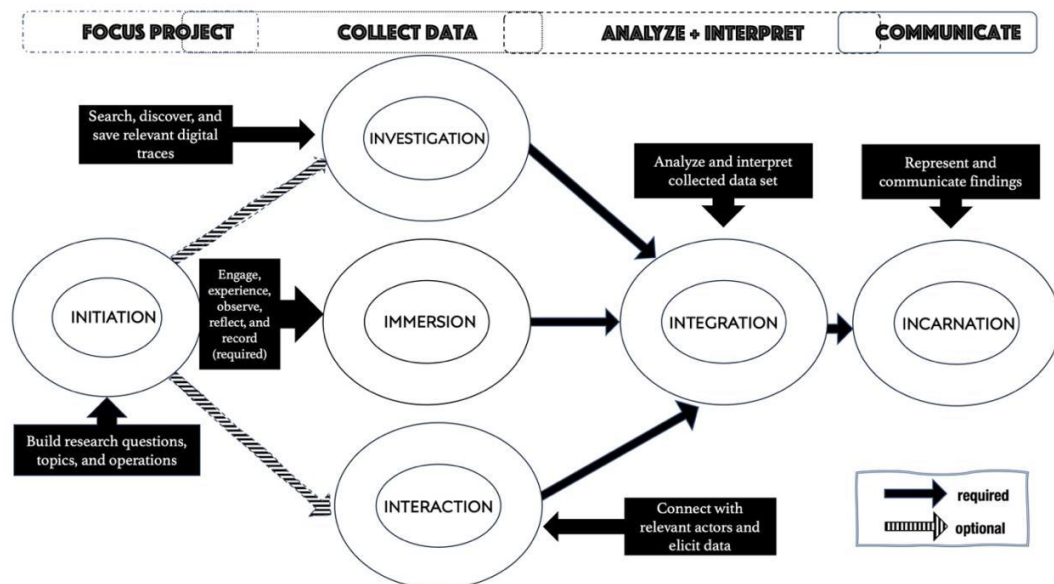 FOCUS PROJECT
COLLECT DATA
ANALYZE + INTERPRET
COMMUNICATE
Search, discover, and
save relevant digital
traces
INVESTIGATION
Analyze and interpret
collected data set
Represent and
communicate findings
INITIATION
Engage,
experience,
observe,
reflect, and
record
(required)
IMMERSION
INTEGRATION
INCARNATION
Build research questions,
topics, and operations
INTERACTION
Connect with
relevant actors and
elicit data
required
optional